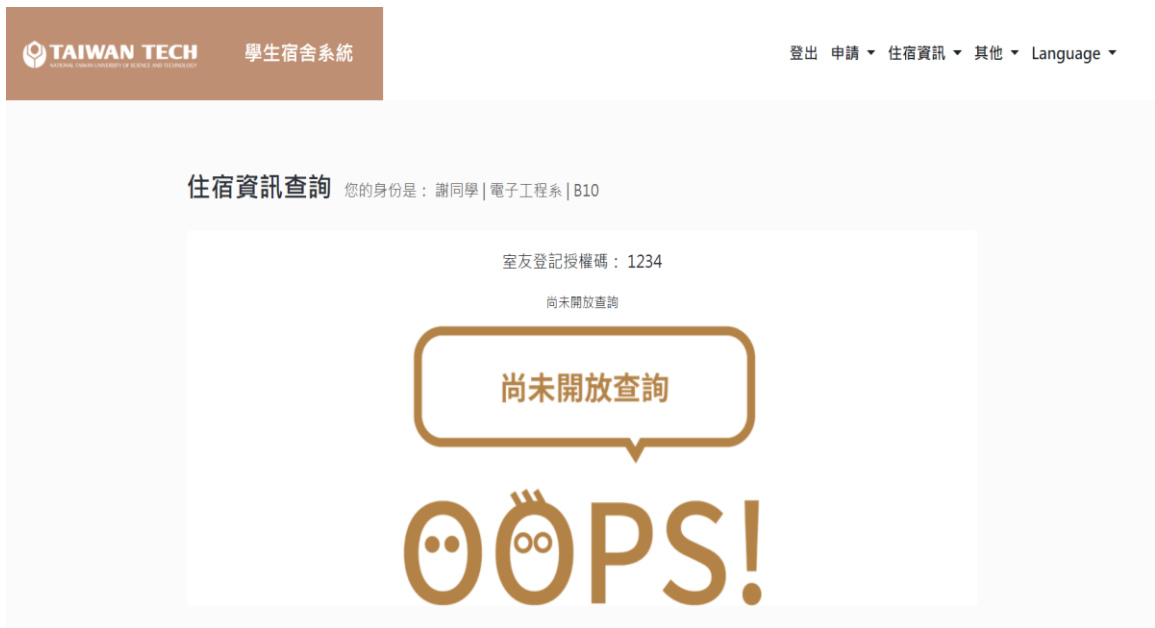 TAIWAN TECH
NATIONAL TAIWAN UNIVERSITY OF SCIENCE AND TECHNOLOGY
學生宿舍系統
登出 申請 住宿資訊 其他 Language
住宿資訊查詢 您的身份是： 謝同學 | 電子工程系 | B10
室友登記授權碼： 1234
尚未開放查詢
尚未開放查詢
OOPS!